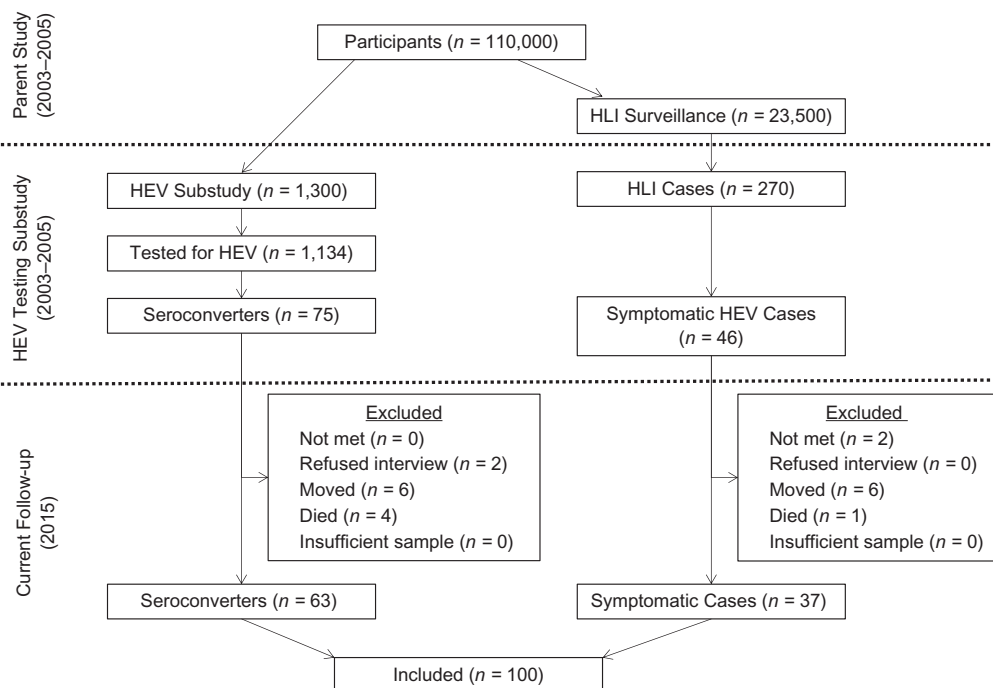 Parent Study
(2003–2005)
Participants (n = 110,000)
HLI Surveillance (n = 23,500)
HEV Testing Substudy
(2003–2005)
HEV Substudy (n = 1,300)
HLI Cases (n = 270)
Tested for HEV (n = 1,134)
Seroconverters (n = 75)
Symptomatic HEV Cases
(n = 46)
Current Follow-up
(2015)
Excluded
Not met (n = 0)
Refused interview (n = 2)
Moved (n = 6)
Died (n = 4)
Insufficient sample (n = 0)
Excluded
Not met (n = 2)
Refused interview (n = 0)
Moved (n = 6)
Died (n = 1)
Insufficient sample (n = 0)
Seroconverters (n = 63)
Symptomatic Cases (n = 37)
Included (n = 100)